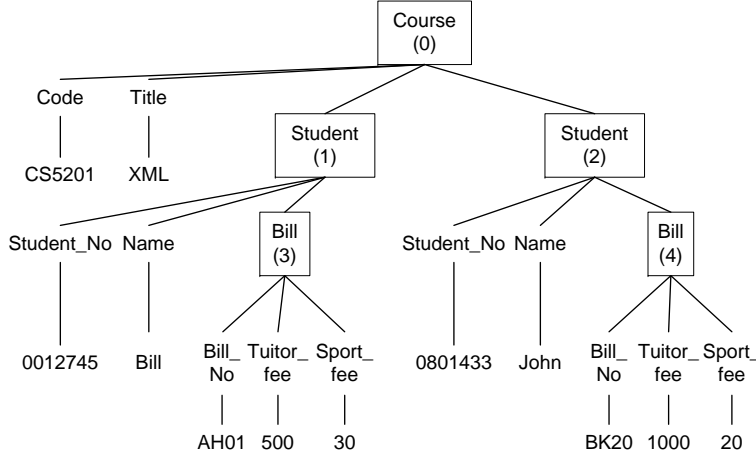 Course
(0)
Code Title
Student
(1)
Student
(2)
CS5201 XML
Student_No Name
Bill
(3)
Student_No Name
Bill
(4)
0012745 Bill
Bill_
No
Tuitor_
fee
Sport_
fee
0801433 John
Bill_
No
Tuitor_
fee
Sport_
fee
AH01 500 30
BK20 1000 20